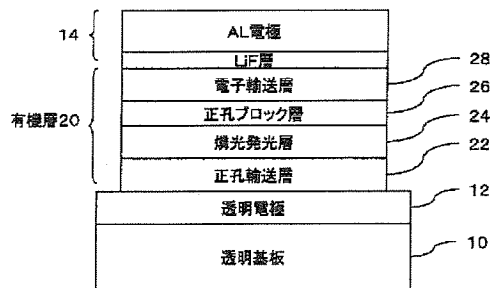 14
AL電極
LiF層
28
電子輸送層
26
正孔ブロック層
24
有機層20
燐光発光層
22
正孔輸送層
12
透明電極
10
透明基板